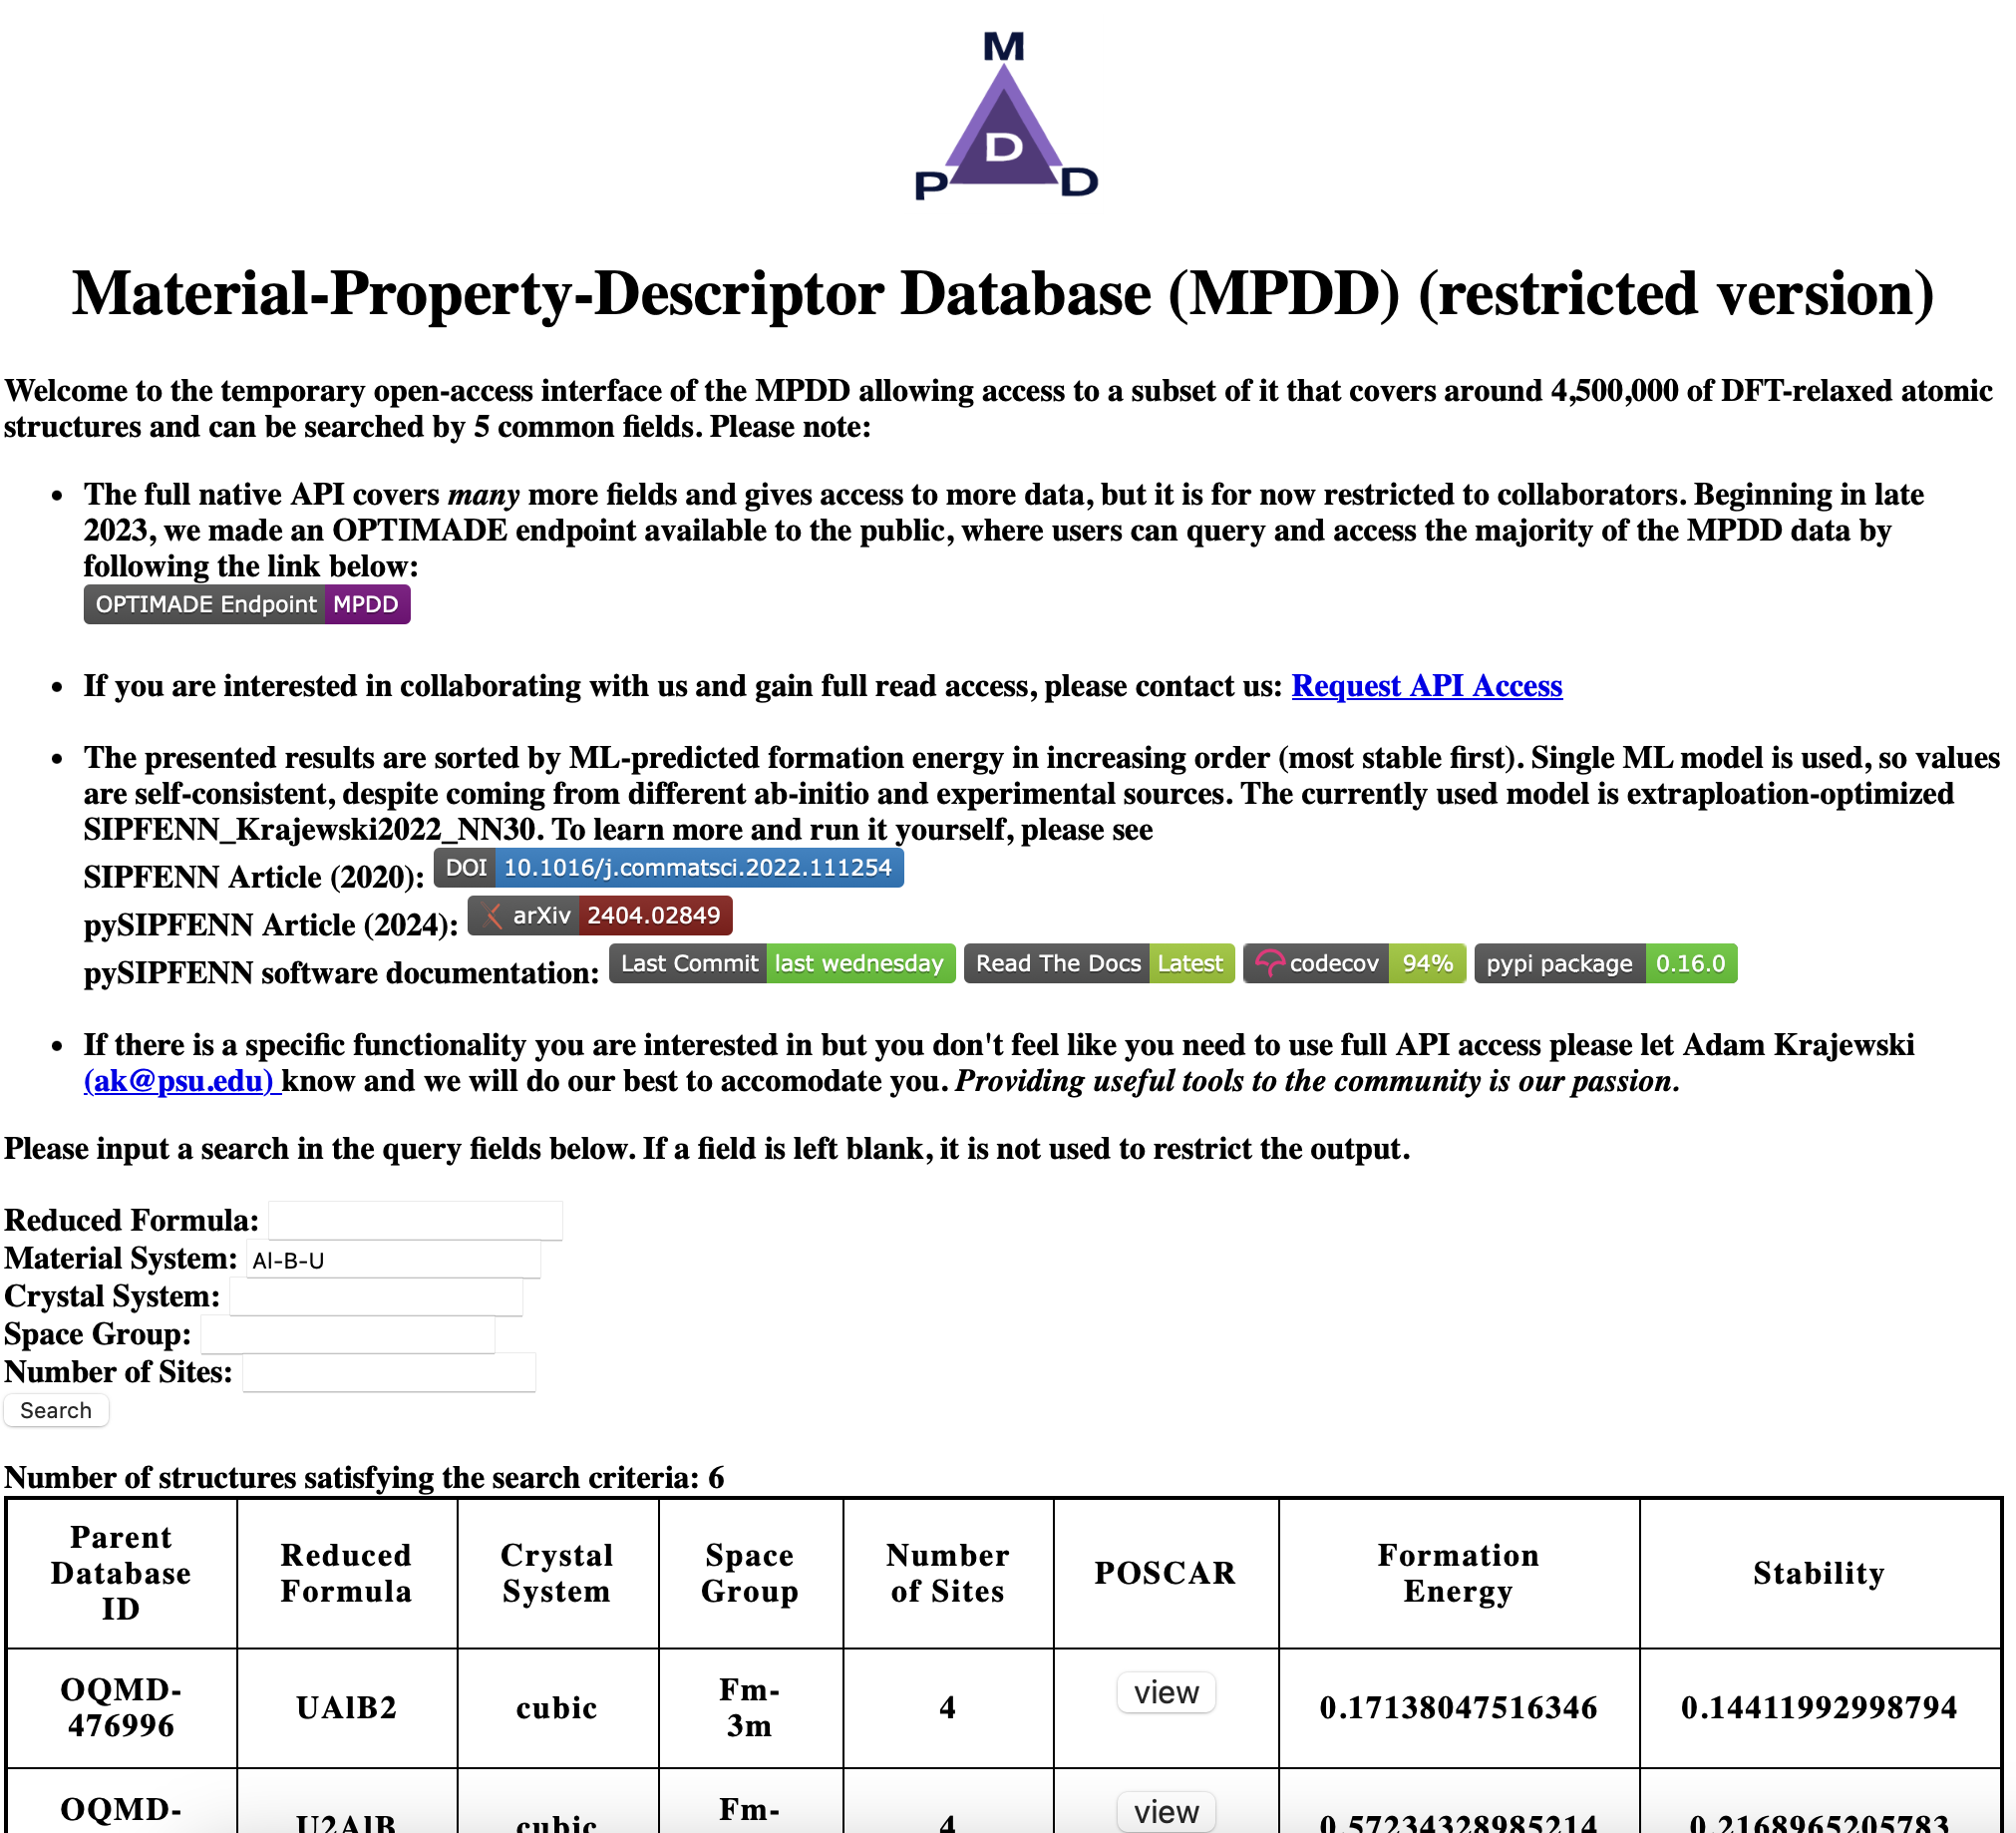 M
D
P D
Material-Property-Descriptor Database (MPDD) (restricted version)
Welcome to the temporary open-access interface of the MPDD allowing access to a subset of it that covers around 4,500,000 of DFT-relaxed atomic
structures and can be searched by 5 common fields. Please note:
• The full native API covers many more fields and gives access to more data, but it is for now restricted to collaborators. Beginning in late
2023, we made an OPTIMADE endpoint available to the public, where users can query and access the majority of the MPDD data by
following the link below:
OPTIMADE Endpoint MPDD
• If you are interested in collaborating with us and gain full read access, please contact us: Request API Access
• The presented results are sorted by ML-predicted formation energy in increasing order (most stable first). Single ML model is used, so values
are self-consistent, despite coming from different ab-initio and experimental sources. The currently used model is extraploation-optimized
SIPFENN_Krajewski2022_NN30. To learn more and run it yourself, please see
SIPFENN Article (2020): DOI 10.1016/j.commatsci.2022.111254
pySIPFENN Article (2024): arXiv 2404.02849
pySIPFENN software documentation: Last Commit last wednesday Read The Docs Latest codecov 94% pypi package 0.16.0
• If there is a specific functionality you are interested in but you don't feel like you need to use full API access please let Adam Krajewski
(ak@psu.edu) know and we will do our best to accomodate you. Providing useful tools to the community is our passion.
Please input a search in the query fields below. If a field is left blank, it is not used to restrict the output.
Reduced Formula:
Material System: Al-B-U
Crystal System:
Space Group:
Number of Sites:
Search
Number of structures satisfying the search criteria: 6
Parent Database ID Reduced Formula Crystal System Space Group Number of Sites POSCAR Formation Energy Stability
OQMD-476996 UAlB2 cubic Fm-3m 4 view 0.17138047516346 0.14411992998794
OQMD- U2AlB cubic Fm- 4 view 0.57234328985214 0.2168965205783